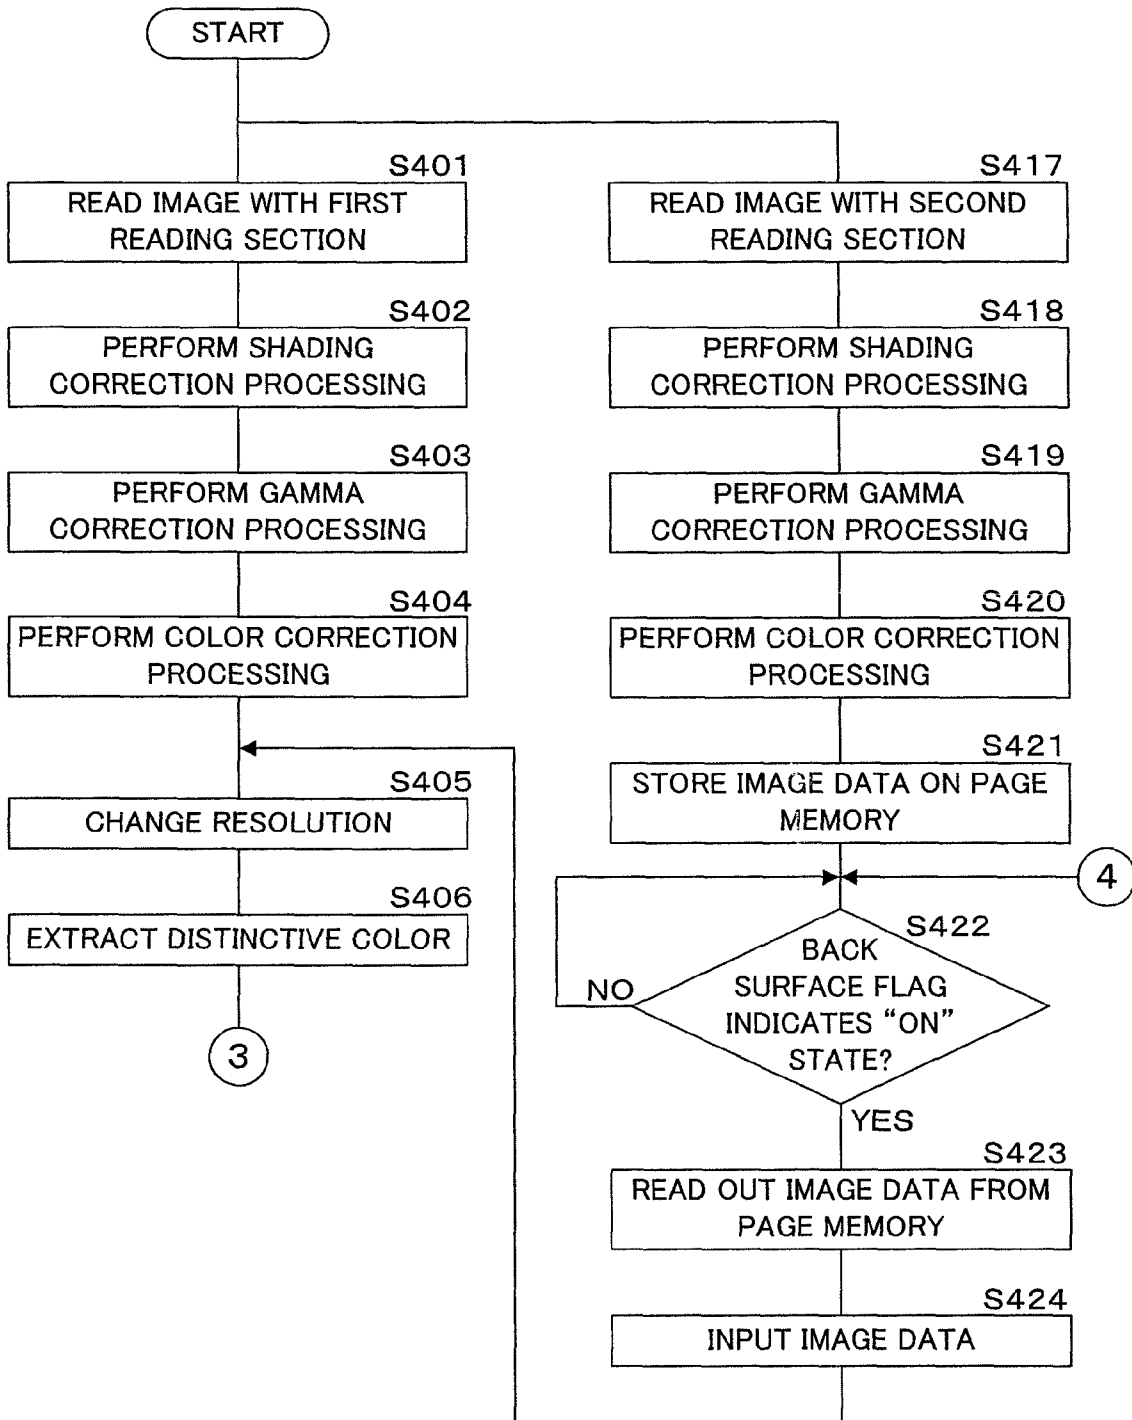 START
S401
READ IMAGE WITH FIRST
READING SECTION
S402
PERFORM SHADING
CORRECTION PROCESSING
S403
PERFORM GAMMA
CORRECTION PROCESSING
S404
PERFORM COLOR CORRECTION
PROCESSING
S405
CHANGE RESOLUTION
S406
EXTRACT DISTINCTIVE COLOR
3
S417
READ IMAGE WITH SECOND
READING SECTION
S418
PERFORM SHADING
CORRECTION PROCESSING
S419
PERFORM GAMMA
CORRECTION PROCESSING
S420
PERFORM COLOR CORRECTION
PROCESSING
S421
STORE IMAGE DATA ON PAGE
MEMORY
4
S422
BACK
SURFACE FLAG
INDICATES “ON”
STATE?
NO
YES
S423
READ OUT IMAGE DATA FROM
PAGE MEMORY
S424
INPUT IMAGE DATA